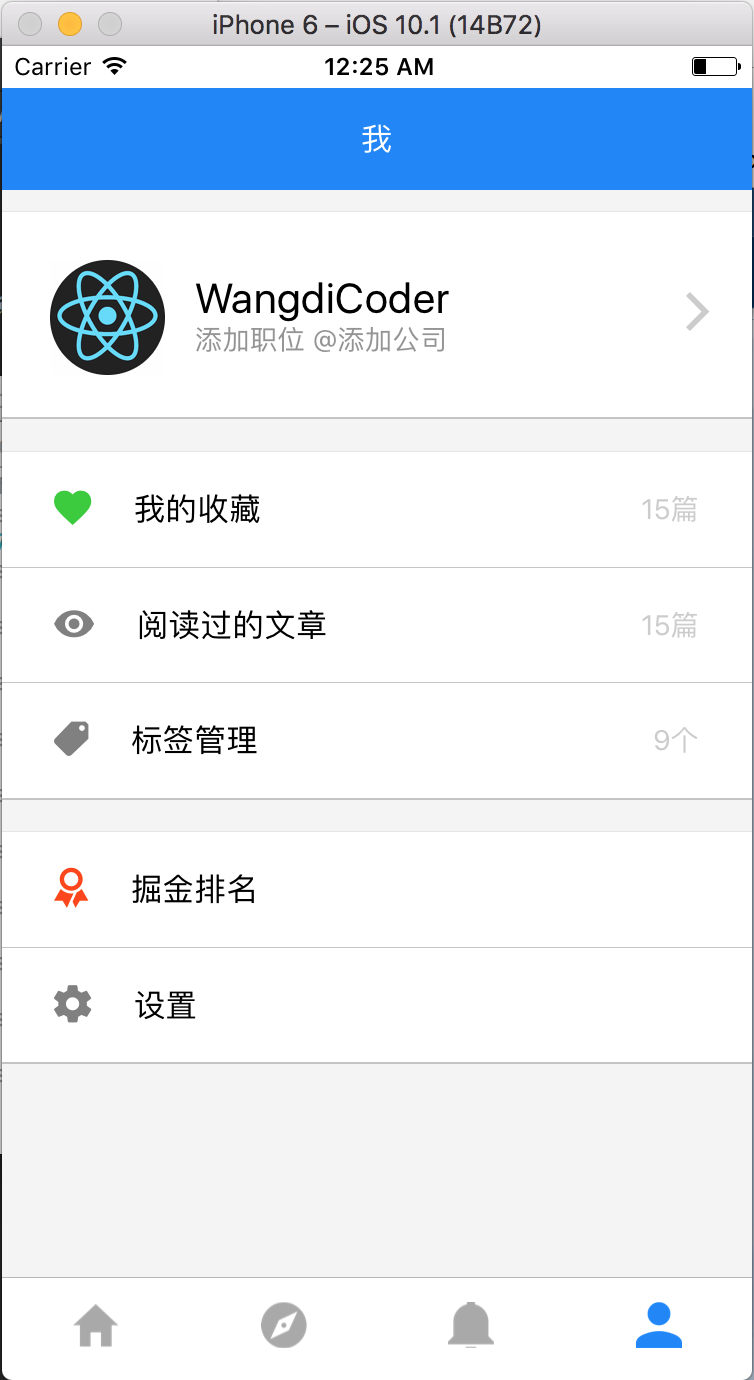 iPhone 6 – iOS 10.1 (14B72)
Carrier 12:25 AM
我
WangdiCoder
添加职位 @添加公司
我的收藏 15篇
阅读过的文章 15篇
标签管理 9个
掘金排名
设置